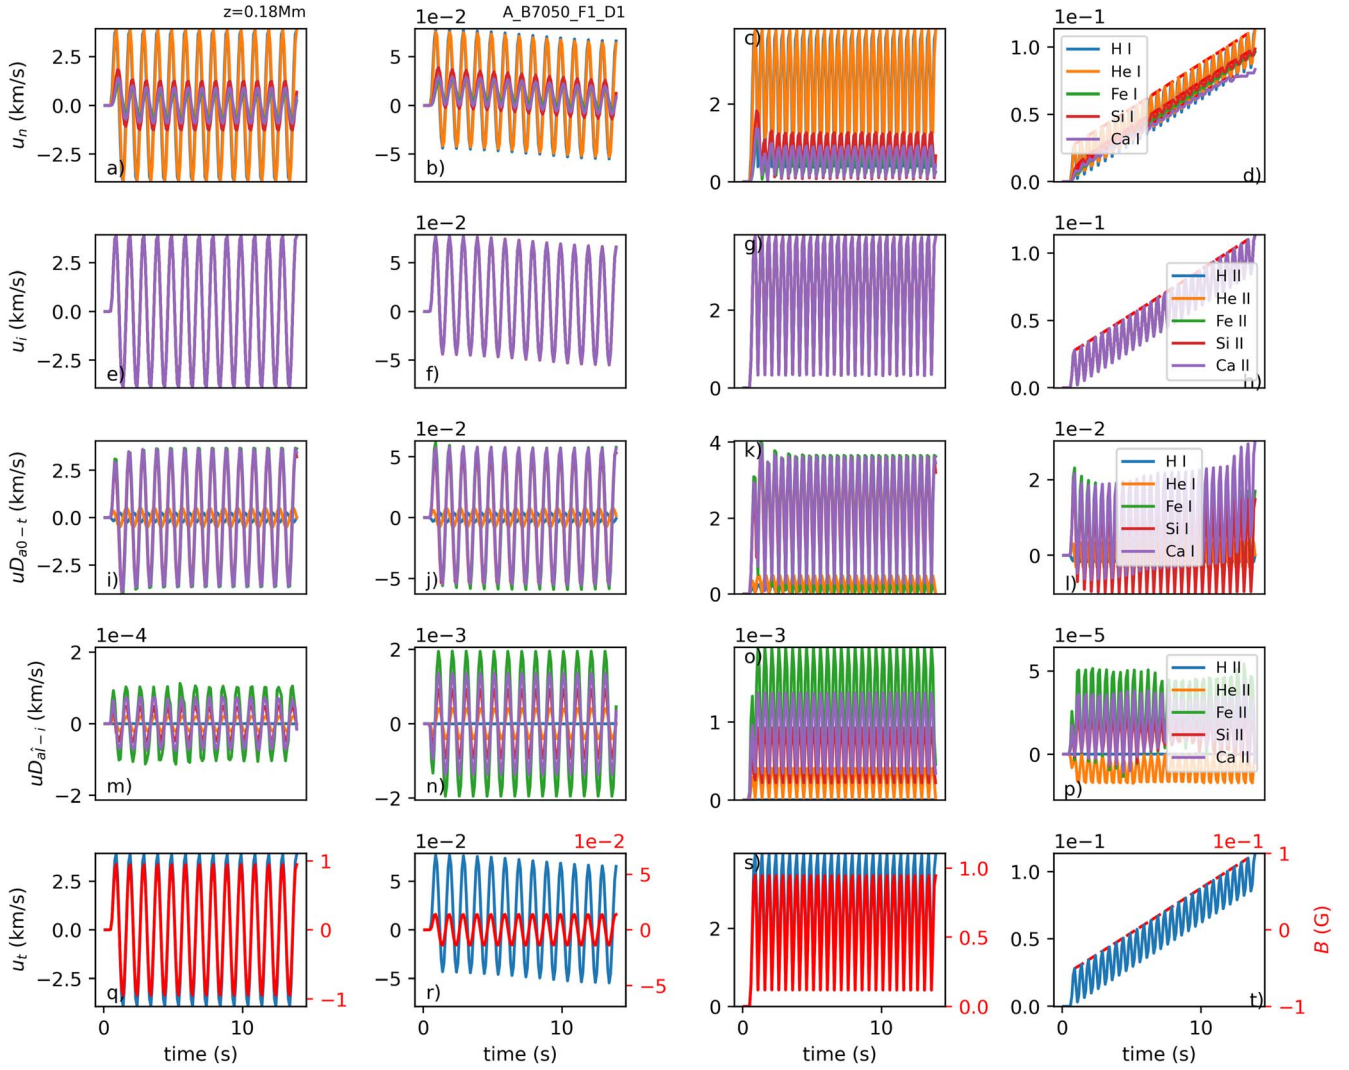 z=0.18Mm
A_B7050_F1_D1
1e−2
1e−1
u_n (km/s)
2.5
0.0
−2.5
a)
5
0
−5
b)
2
0
c)
1.0
0.5
0.0
H I
He I
Fe I
Si I
Ca I
d)
1e−2
1e−1
u_i (km/s)
2.5
0.0
−2.5
e)
5
0
−5
f)
2
0
g)
1.0
0.5
0.0
H II
He II
Fe II
Si II
Ca II
h)
1e−2
1e−2
uD_{a0−t} (km/s)
2.5
0.0
−2.5
i)
5
0
−5
j)
4
2
0
k)
2
0
H I
He I
Fe I
Si I
Ca I
l)
1e−4
1e−3
1e−3
1e−5
uD_{aî−i} (km/s)
2
0
−2
m)
2
0
−2
n)
1
0
o)
5
0
H II
He II
Fe II
Si II
Ca II
p)
1e−2
1e−2
1e−1
1e−1
u_t (km/s)
2.5
0.0
−2.5
q)
1
0
−1
5
0
−5
r)
5
0
−5
2
0
s)
1.0
0.5
0.0
1.0
0.5
0.0
t)
1
0
−1
B (G)
0 10
0 10
0 10
0 10
time (s)
time (s)
time (s)
time (s)